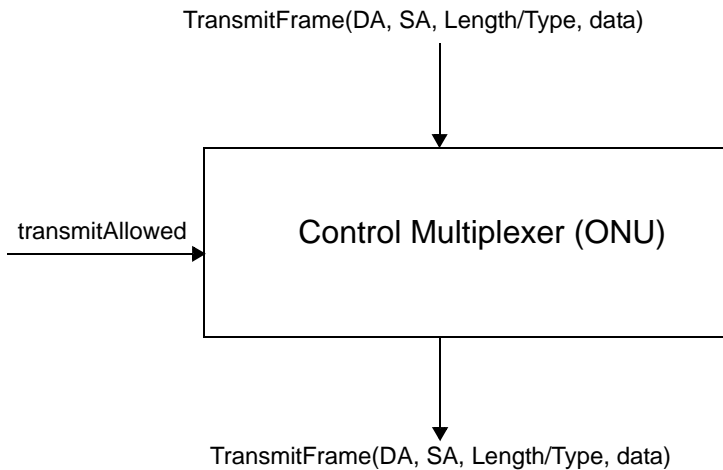 TransmitFrame(DA, SA, Length/Type, data)
transmitAllowed
Control Multiplexer (ONU)
TransmitFrame(DA, SA, Length/Type, data)